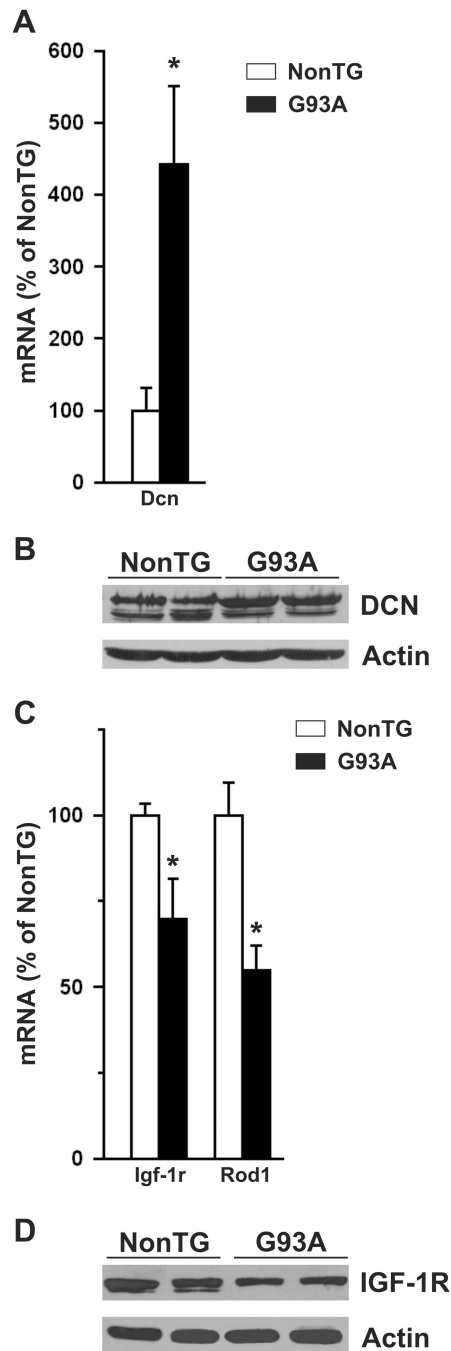 A
600
500
400
300
200
100
0
mRNA (% of NonTG)
*
NonTG
G93A
Dcn
B
NonTG G93A
DCN
Actin
C
NonTG
G93A
100
50
0
mRNA (% of NonTG)
*
*
Igf-1r Rod1
D
NonTG G93A
IGF-1R
Actin